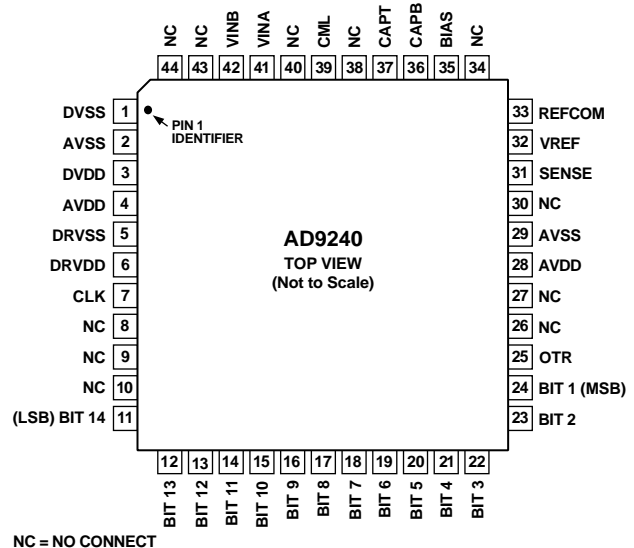 NC NC VINB VINA NC CML NC CAPT CAPB BIAS NC
44 43 42 41 40 39 38 37 36 35 34
DVSS 1
AVSS 2
DVDD 3
AVDD 4
DRVSS 5
DRVDD 6
CLK 7
NC 8
NC 9
NC 10
(LSB) BIT 14 11
PIN 1
IDENTIFIER
AD9240
TOP VIEW
(Not to Scale)
33 REFCOM
32 VREF
31 SENSE
30 NC
29 AVSS
28 AVDD
27 NC
26 NC
25 OTR
24 BIT 1 (MSB)
23 BIT 2
12 13 14 15 16 17 18 19 20 21 22
BIT 13 BIT 12 BIT 11 BIT 10 BIT 9 BIT 8 BIT 7 BIT 6 BIT 5 BIT 4 BIT 3
NC = NO CONNECT